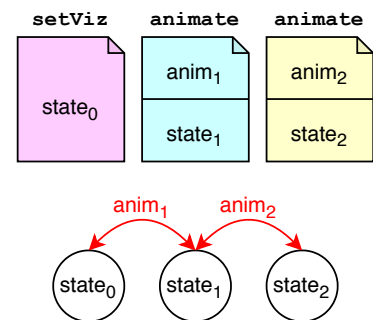 setViz animate animate
anim₁ anim₂
state₀
state₁ state₂
anim₁ anim₂
state₀ state₁ state₂